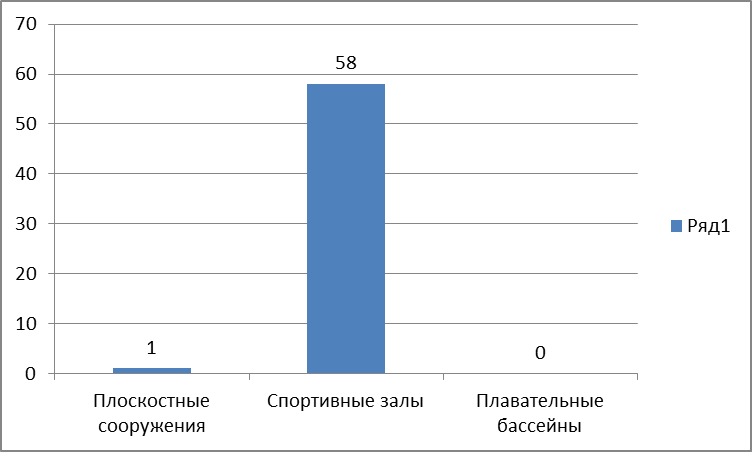 70
60
50
40
30
20
10
0
1
58
0
Плоскостные
сооружения
Спортивные залы
Плавательные
бассейны
Ряд1